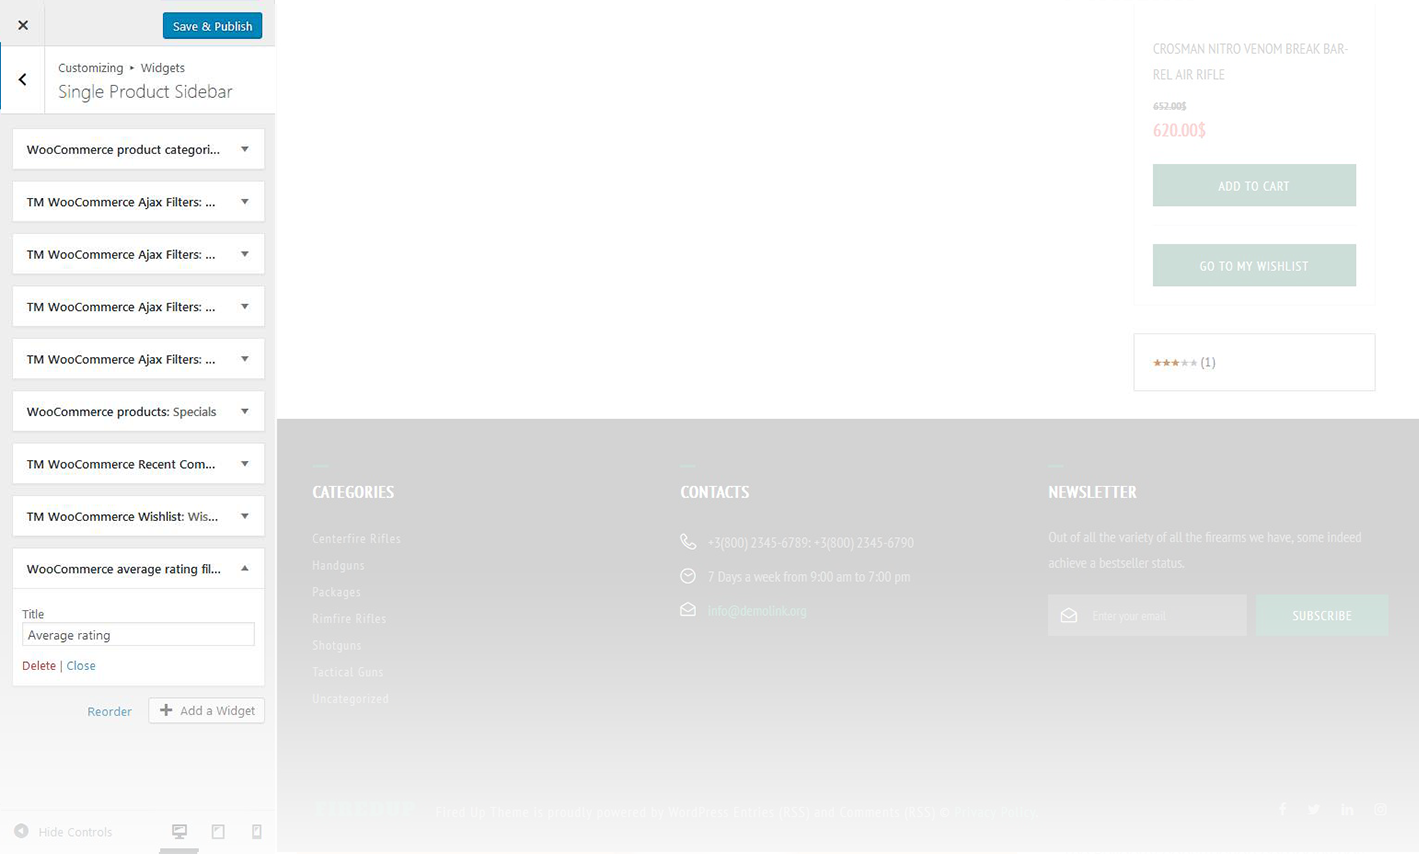 Save & Publish
Customizing ▸ Widgets
Single Product Sidebar
WooCommerce product categori...
TM WooCommerce Ajax Filters: ...
TM WooCommerce Ajax Filters: ...
TM WooCommerce Ajax Filters: ...
TM WooCommerce Ajax Filters: ...
WooCommerce products: Specials
TM WooCommerce Recent Com...
TM WooCommerce Wishlist: Wis...
WooCommerce average rating fil...
Title
Average rating
Delete | Close
Reorder
Add a Widget
Hide Controls
CROSMAN NITRO VENOM BREAK BAR-
REL AIR RIFLE
652.00$
620.00$
ADD TO CART
GO TO MY WISHLIST
(1)
CATEGORIES
Centerfire Rifles
Handguns
Packages
Rimfire Rifles
Shotguns
Tactical Guns
Uncategorized
CONTACTS
+3(800) 2345-6789; +3(800) 2345-6790
7 Days a week from 9:00 am to 7:00 pm
info@demolink.org
NEWSLETTER
Out of all the variety of all the firearms we have, some indeed
achieve a bestseller status.
Enter your email
SUBSCRIBE
Fired Up Theme is proudly powered by WordPress Entries (RSS) and Comments (RSS) © Privacy Policy